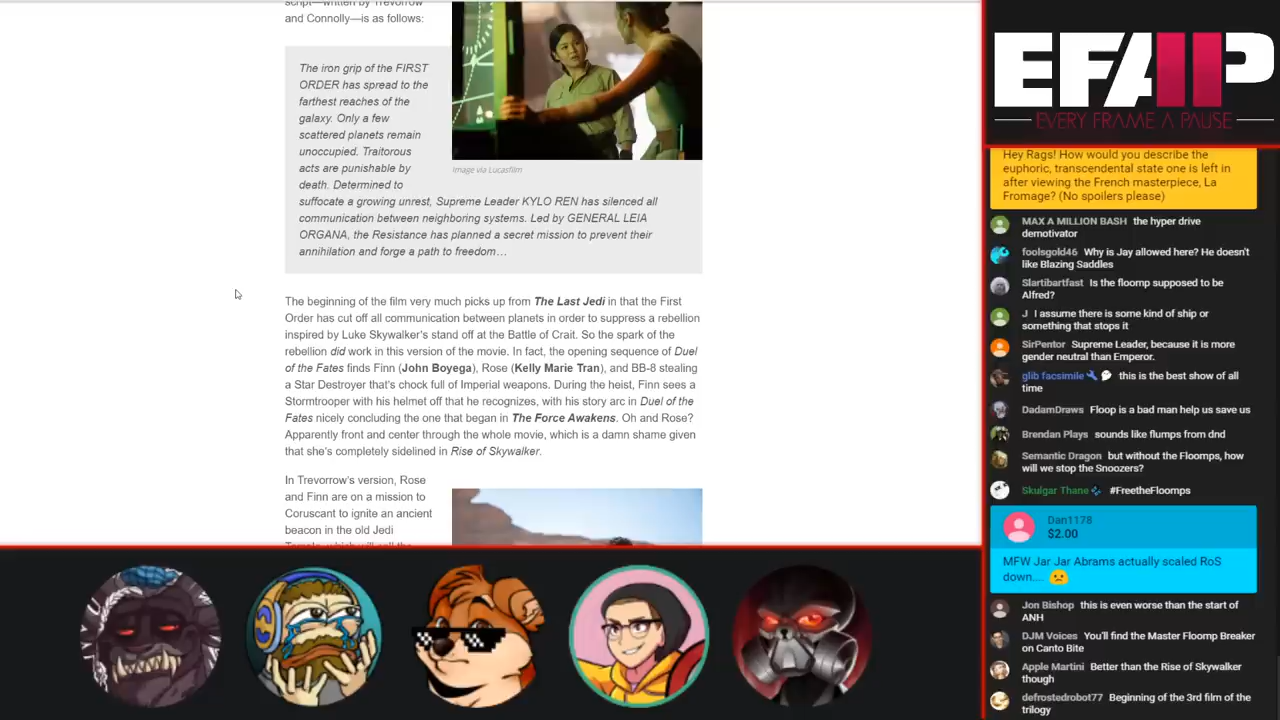 script—written by Trevorrow
and Connolly—is as follows:
The iron grip of the FIRST
ORDER has spread to the
farthest reaches of the
galaxy. Only a few
scattered planets remain
unoccupied. Traitorous
acts are punishable by
death. Determined to
suffocate a growing unrest, Supreme Leader KYLO REN has silenced all
communication between neighboring systems. Led by GENERAL LEIA
ORGANA, the Resistance has planned a secret mission to prevent their
annihilation and forge a path to freedom…
Image via Lucasfilm
The beginning of the film very much picks up from The Last Jedi in that the First
Order has cut off all communication between planets in order to suppress a rebellion
inspired by Luke Skywalker's stand off at the Battle of Crait. So the spark of the
rebellion did work in this version of the movie. In fact, the opening sequence of Duel
of the Fates finds Finn (John Boyega), Rose (Kelly Marie Tran), and BB-8 stealing
a Star Destroyer that's chock full of Imperial weapons. During the heist, Finn sees a
Stormtrooper with his helmet off that he recognizes, with his story arc in Duel of the
Fates nicely concluding the one that began in The Force Awakens. Oh and Rose?
Apparently front and center through the whole movie, which is a damn shame given
that she's completely sidelined in Rise of Skywalker.
In Trevorrow's version, Rose
and Finn are on a mission to
Coruscant to ignite an ancient
beacon in the old Jedi
Temple, which will call the
EFAP
EVERY FRAME A PAUSE
Hey Rags! How would you describe the
euphoric, transcendental state one is left in
after viewing the French masterpiece, La
Fromage? (No spoilers please)
MAX A MILLION BASH the hyper drive
demotivator
foolsgold46 Why is Jay allowed here? He doesn't
like Blazing Saddles
Slartibartfast Is the floomp supposed to be
Alfred?
J I assume there is some kind of ship or
something that stops it
SirPentor Supreme Leader, because it is more
gender neutral than Emperor.
glib facsimile this is the best show of all
time
DadamDraws Floop is a bad man help us save us
Brendan Plays sounds like flumps from dnd
Semantic Dragon but without the Floomps, how
will we stop the Snoozers?
Skulgar Thane #FreetheFloomps
Dan1178
$2.00
MFW Jar Jar Abrams actually scaled RoS
down....
Jon Bishop this is even worse than the start of
ANH
DJM Voices You'll find the Master Floomp Breaker
on Canto Bite
Apple Martini Better than the Rise of Skywalker
though
defrostedrobot77 Beginning of the 3rd film of the
trilogy